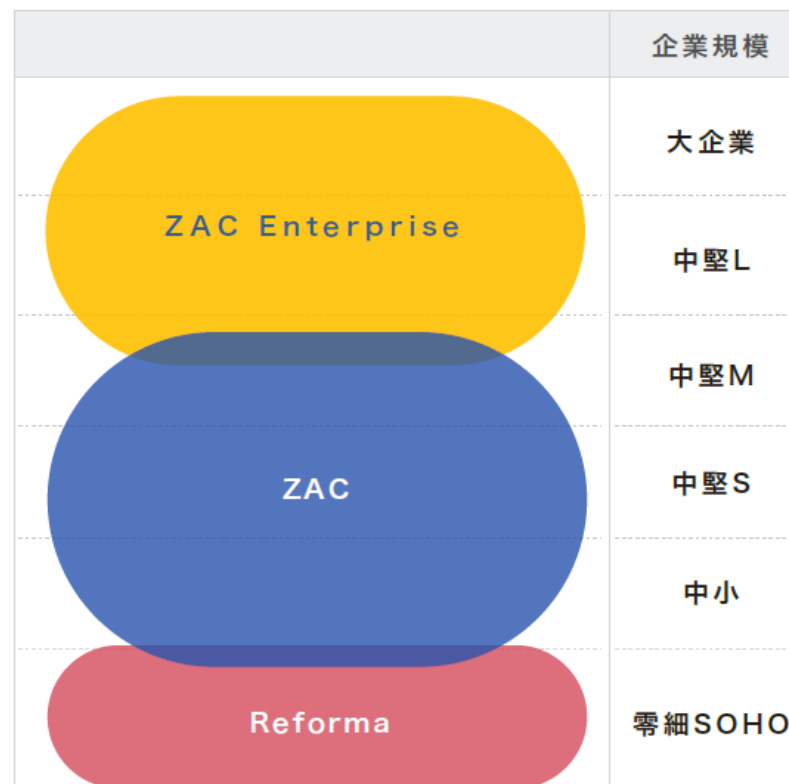 企業規模
大企業
ZAC Enterprise
中堅L
中堅M
ZAC
中堅S
中小
Reforma
零細SOHO